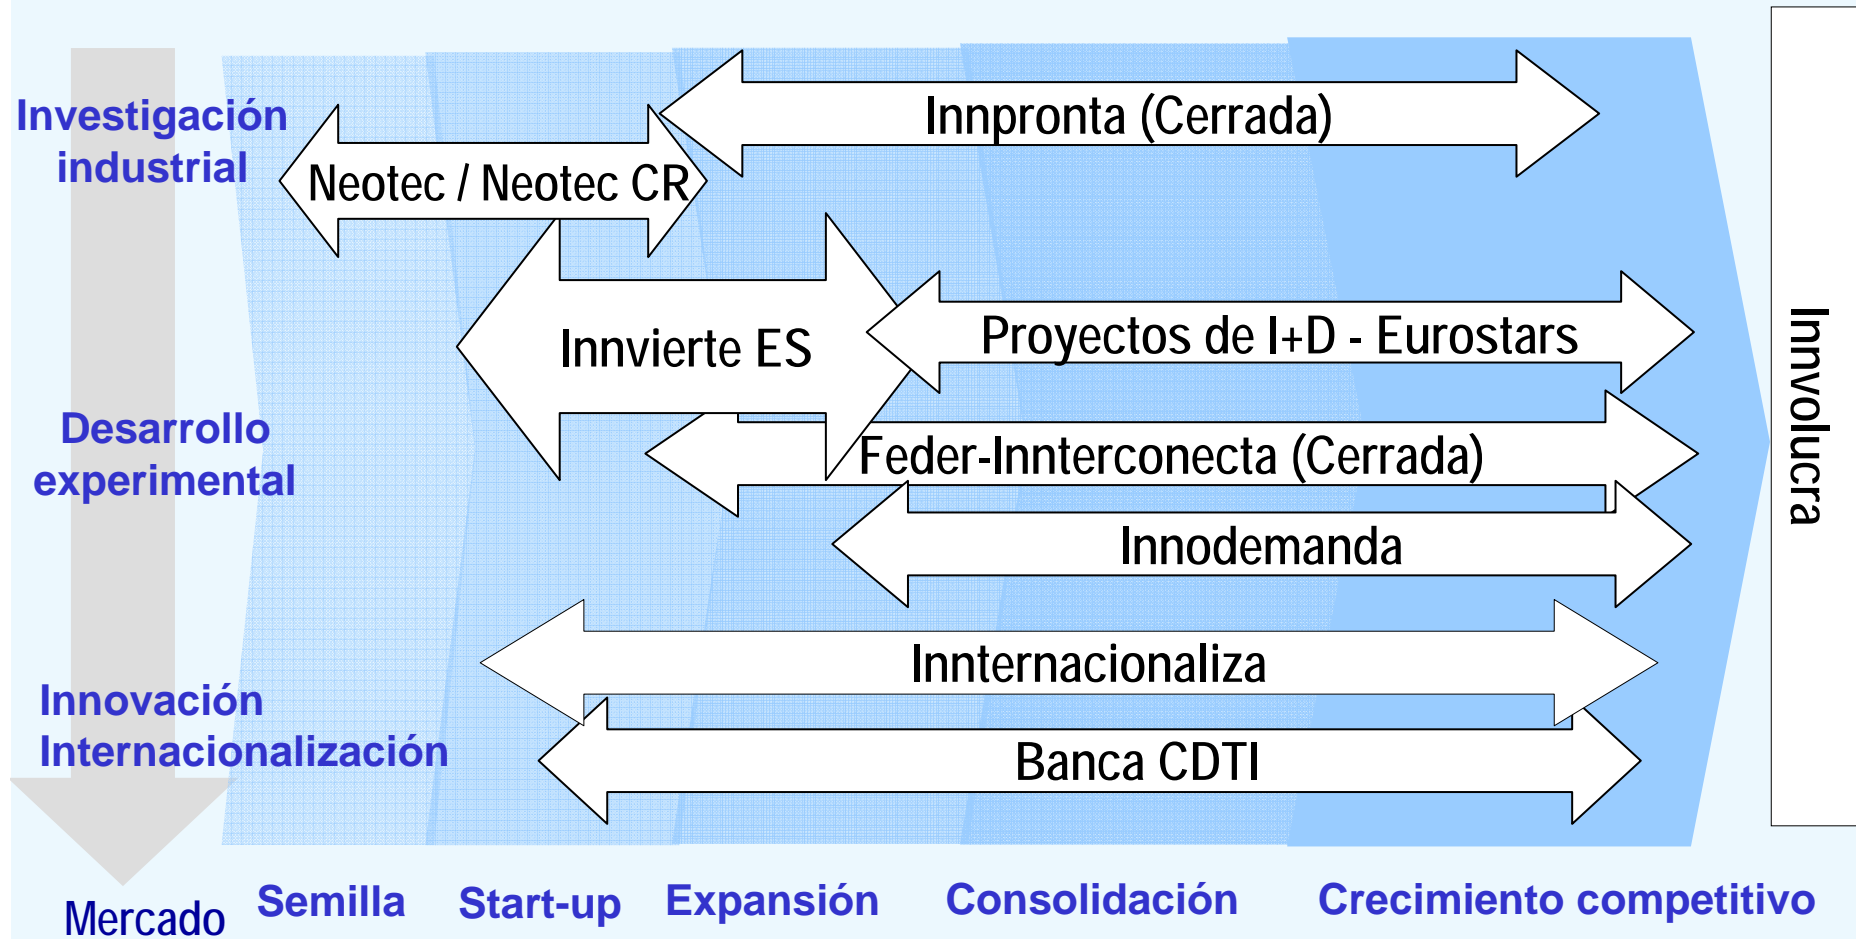 Innpronta (Cerrada)
Investigación
industrial
Neotec / Neotec CR
Innvierte ES
Proyectos de I+D - Eurostars
Innvolucra
Desarrollo
experimental
Feder-Innterconecta (Cerrada)
Innodemanda
Innternacionaliza
Innovación
Internacionalización
Banca CDTI
Mercado
Semilla
Start-up
Expansión
Consolidación
Crecimiento competitivo